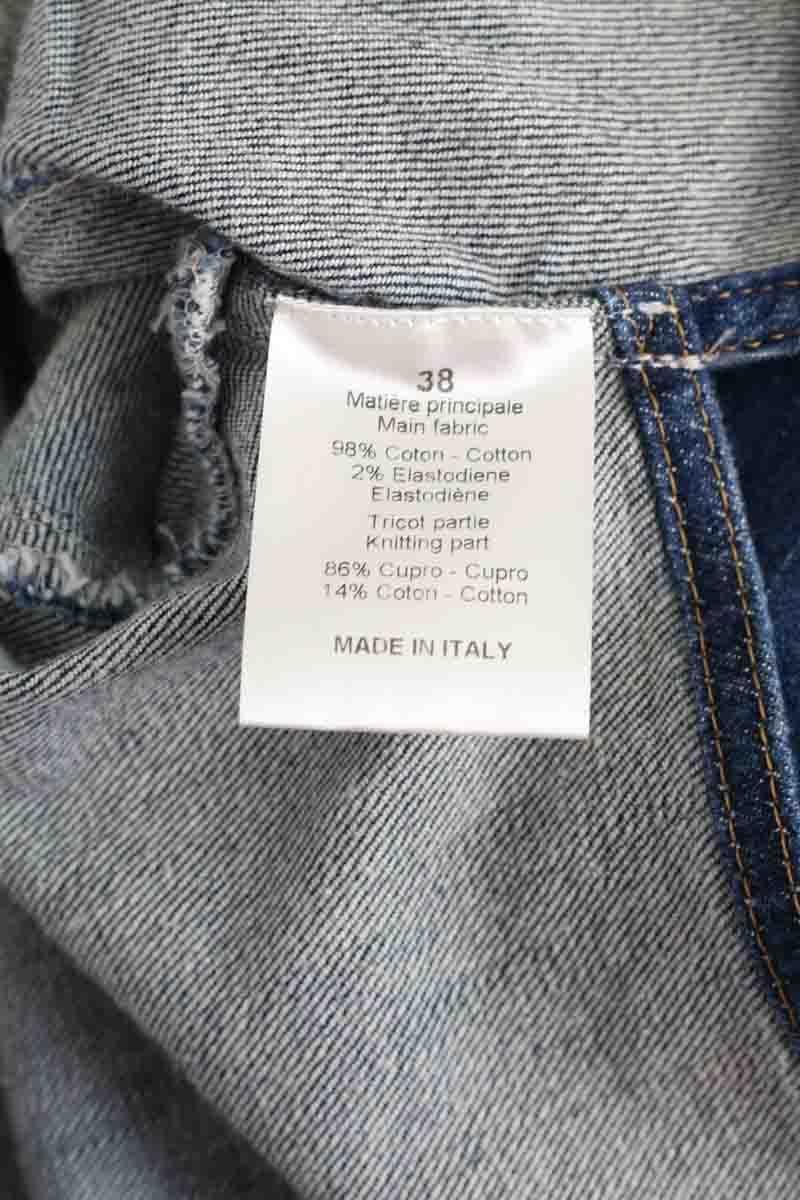 38
Matière principale
Main fabric
98% Coton - Cotton
2% Elastodiene
Elastodiène
Tricot partie
Knitting part
86% Cupro - Cupro
14% Coton - Cotton
MADE IN ITALY